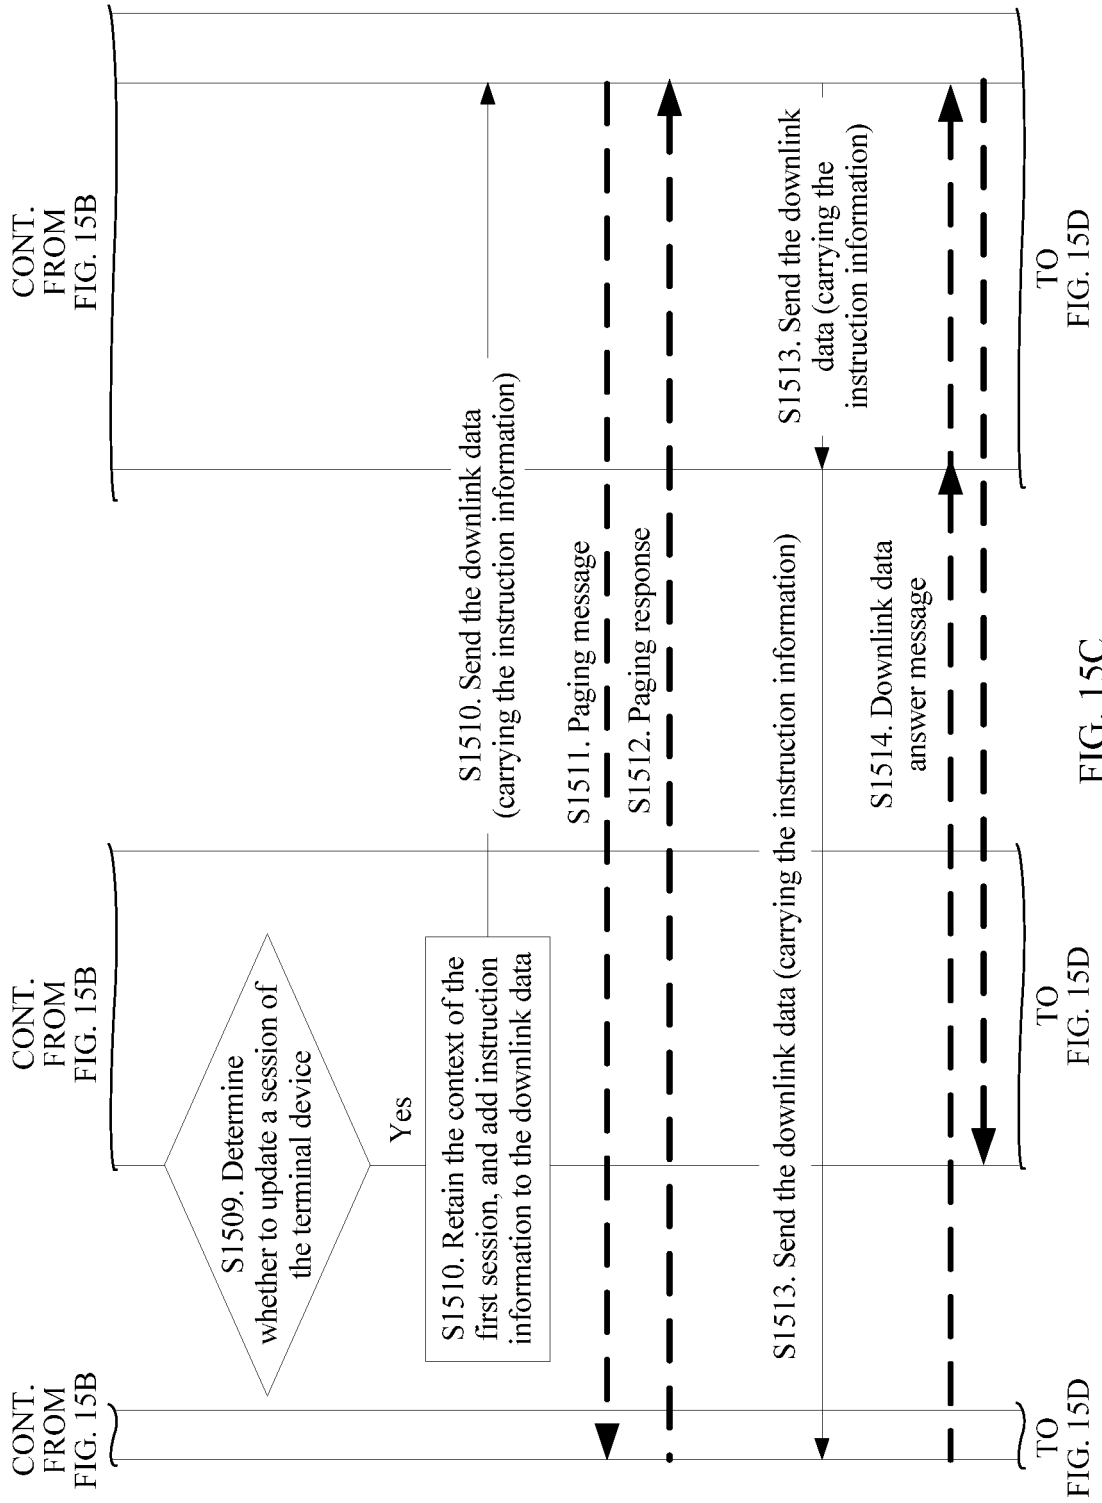 CONT.
FROM
FIG. 15B
CONT.
FROM
FIG. 15B
CONT.
FROM
FIG. 15B
S1509. Determine
whether to update a session of
the terminal device
Yes
S1510. Retain the context of the
first session, and add instruction
information to the downlink data
S1510. Send the downlink data
(carrying the instruction information)
S1511. Paging message
S1512. Paging response
S1513. Send the downlink
data (carrying the
instruction information)
S1513. Send the downlink data (carrying the instruction information)
S1514. Downlink data
answer message
TO
FIG. 15D
TO
FIG. 15D
TO
FIG. 15D
FIG. 15C